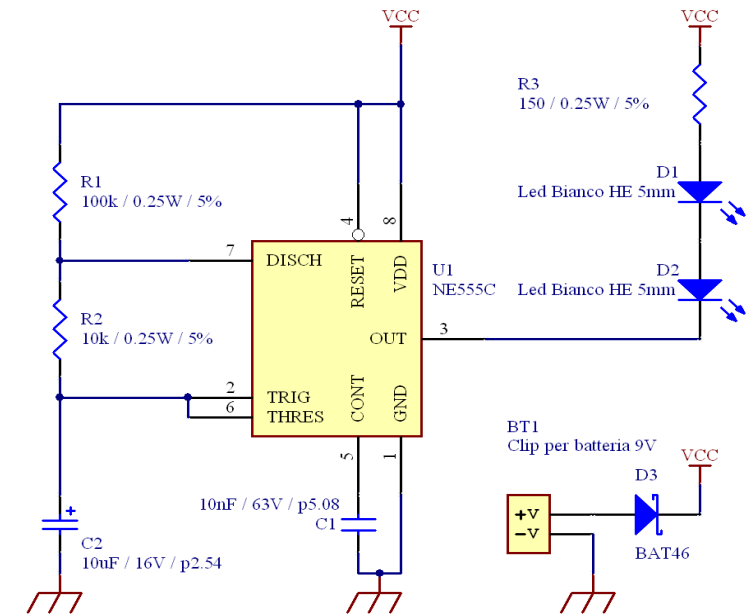 VCC
VCC
R3
150 / 0.25W / 5%
R1
100k / 0.25W / 5%
D1
Led Bianco HE 5mm
4
8
7
DISCH
RESET
VDD
U1
NE555C
D2
Led Bianco HE 5mm
R2
10k / 0.25W / 5%
OUT
3
2
TRIG
6
THRES
CONT
GND
5
1
BT1
Clip per batteria 9V
VCC
D3
10nF / 63V / p5.08
C1
+V
-V
BAT46
+
C2
10uF / 16V / p2.54